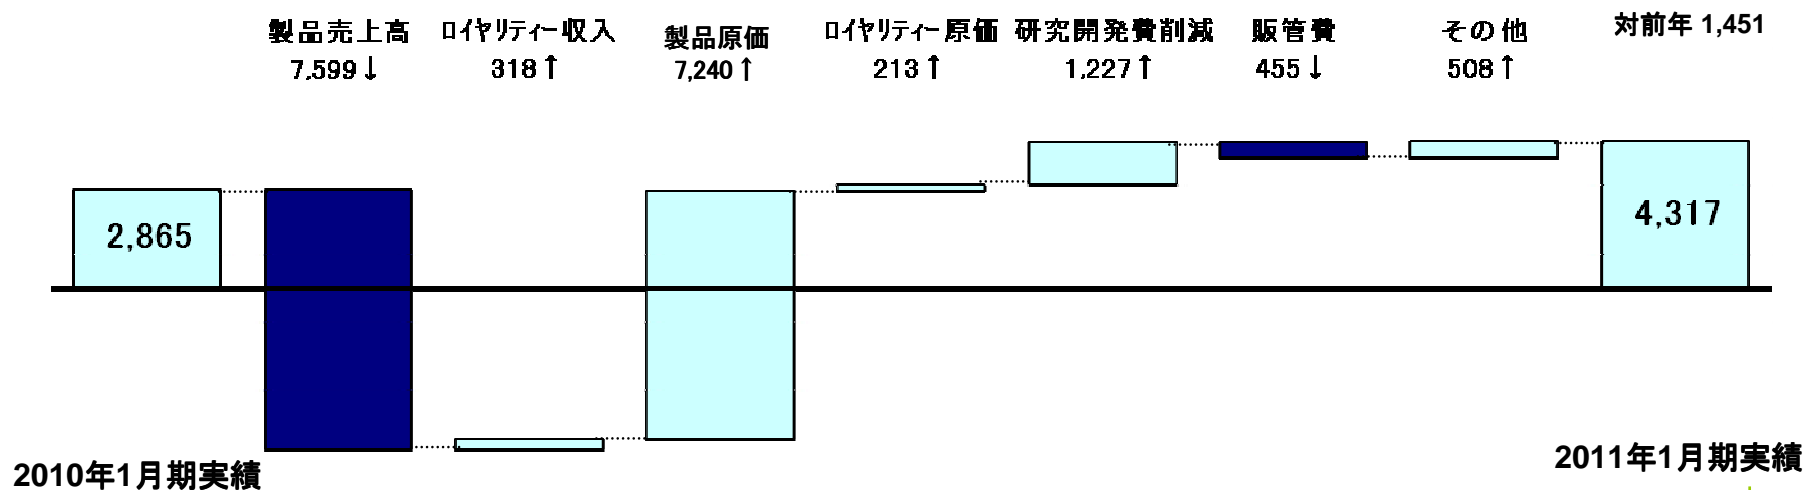 製品売上高
7,599↓
ﾛｲﾔﾘﾃｨｰ収入
318↑
製品原価
7,240↑
ﾛｲﾔﾘﾃｨｰ原価
213↑
研究開発費削減
1,227↑
販管費
455↓
その他
508↑
対前年 1,451
2,865
4,317
2010年1月期実績
2011年1月期実績